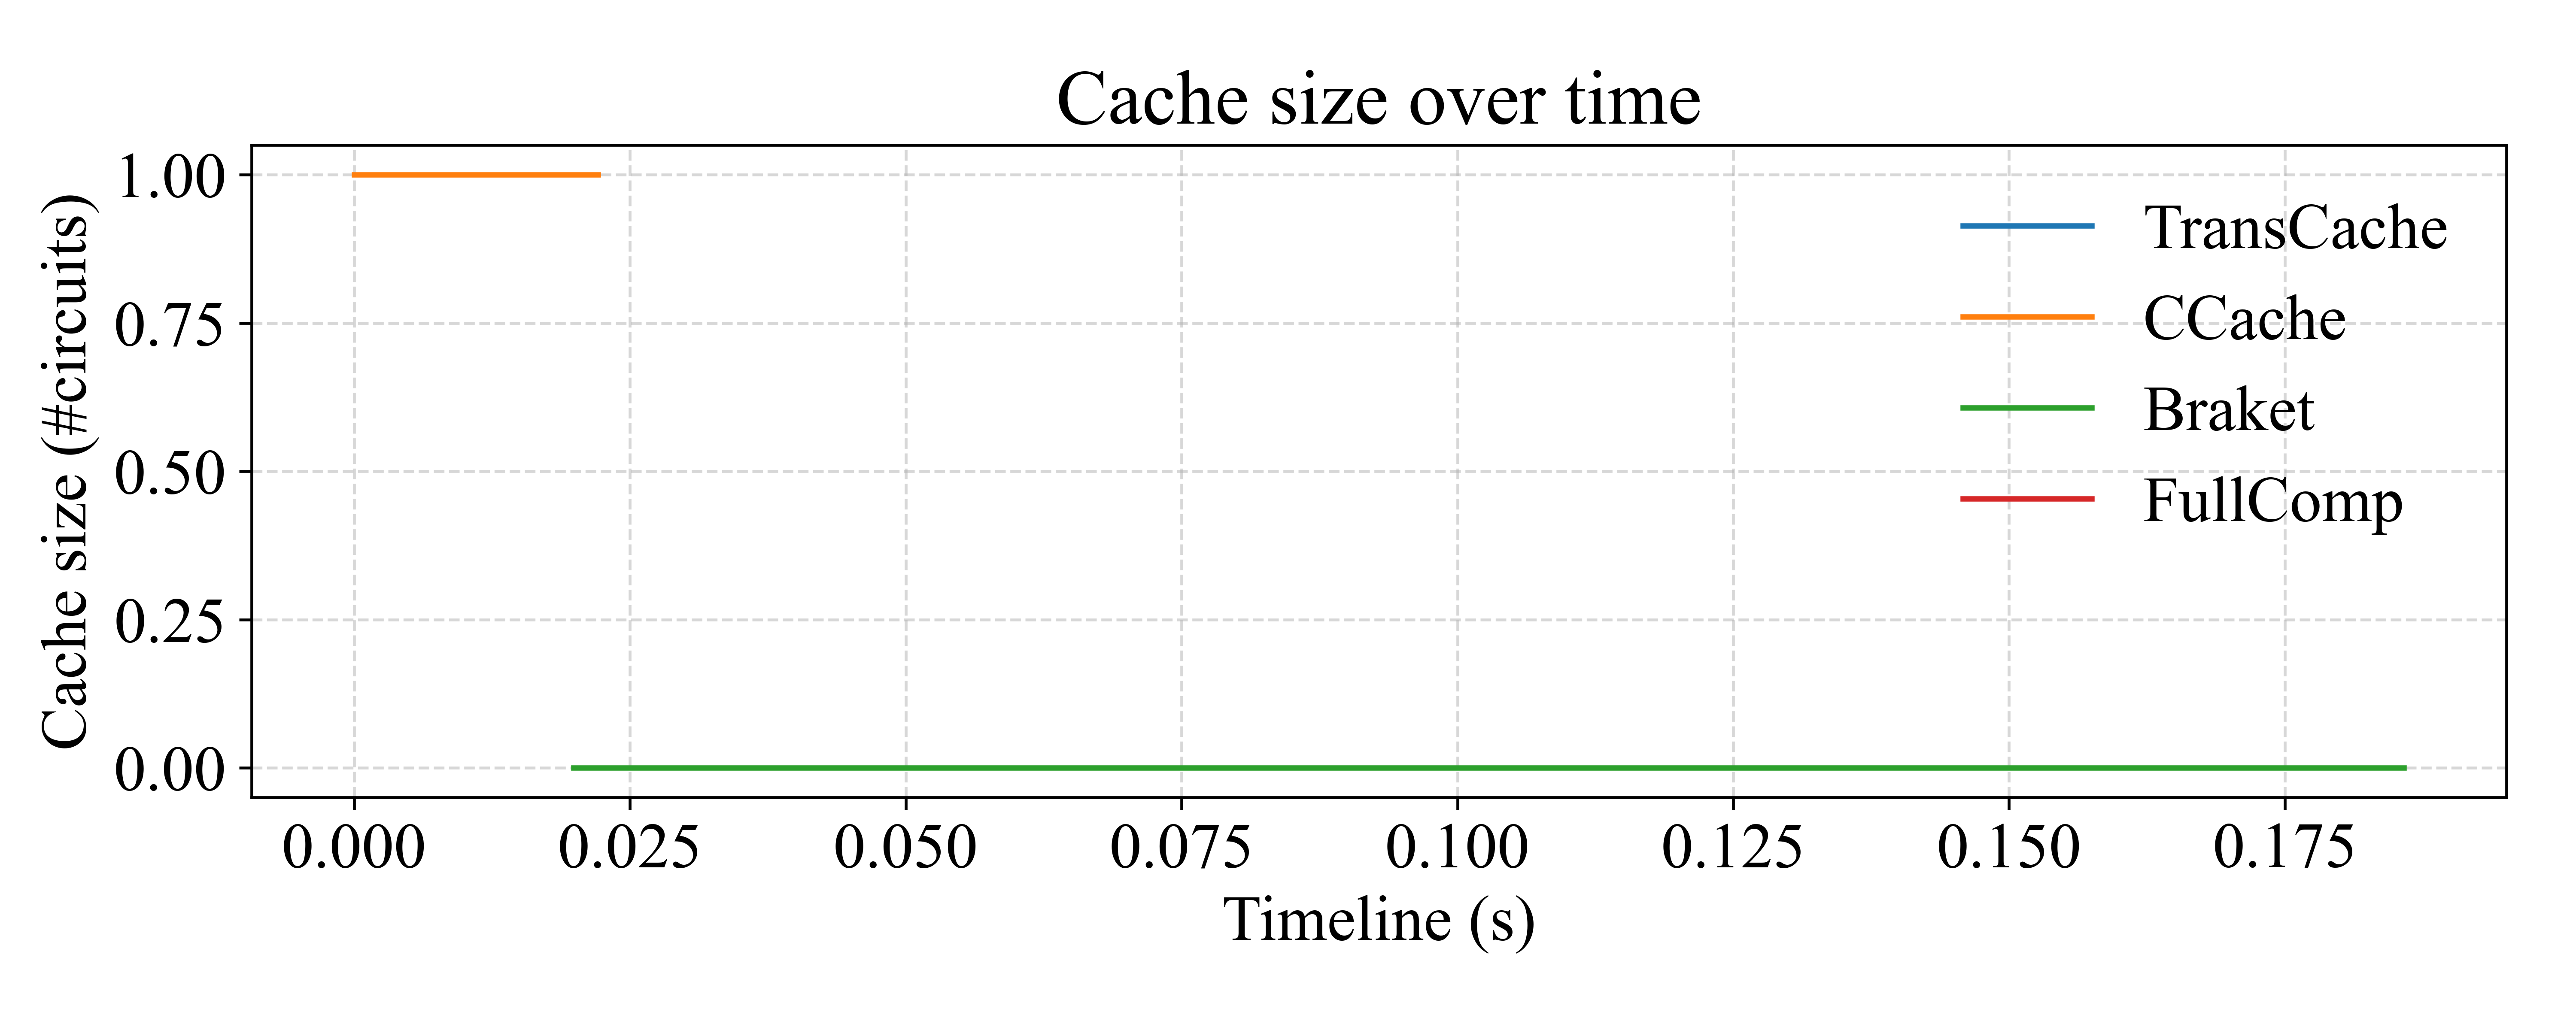 Cache size over time
Cache size (#circuits)
1.00
0.75
0.50
0.25
0.00
TransCache
CCache
Braket
FullComp
0.000 0.025 0.050 0.075 0.100 0.125 0.150 0.175
Timeline (s)